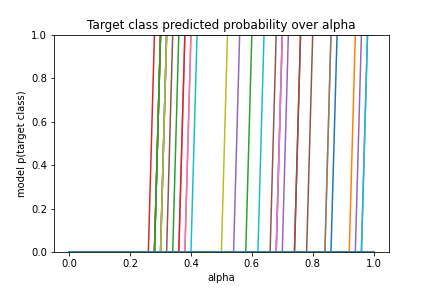 Target class predicted probability over alpha
model p(target class)
1.0
0.8
0.6
0.4
0.2
0.0
0.0 0.2 0.4 0.6 0.8 1.0
alpha